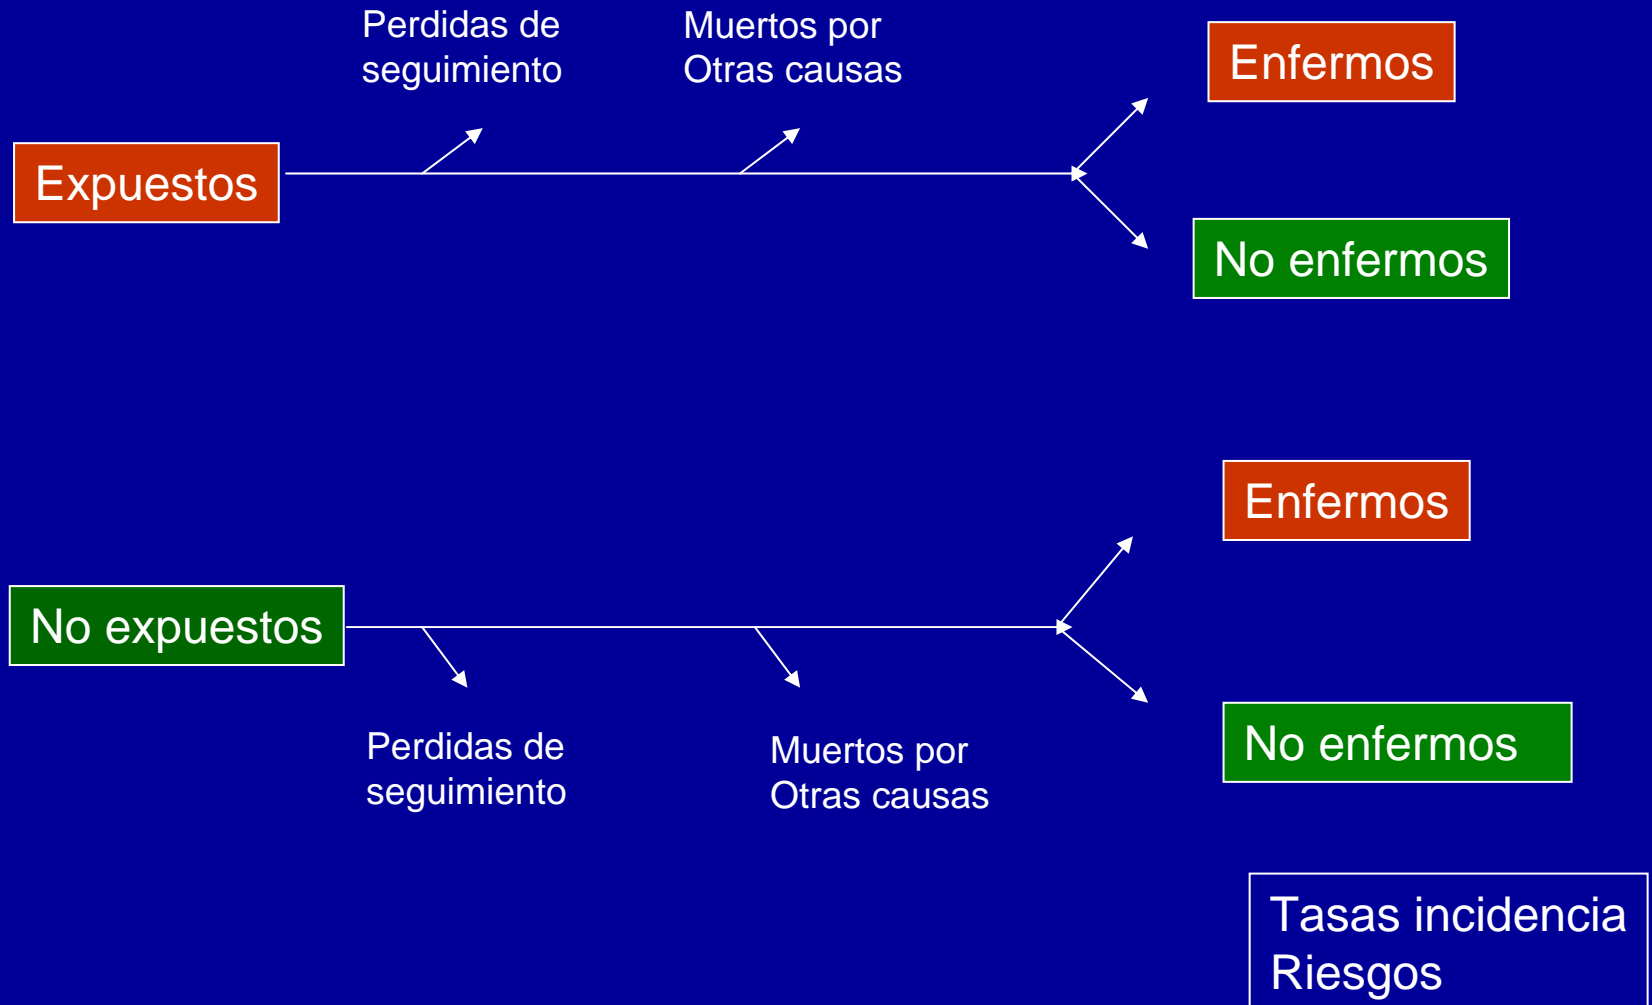 Perdidas de
seguimiento
Muertos por
Otras causas
Enfermos
Expuestos
No enfermos
Enfermos
No expuestos
Perdidas de
seguimiento
Muertos por
Otras causas
No enfermos
Tasas incidencia
Riesgos